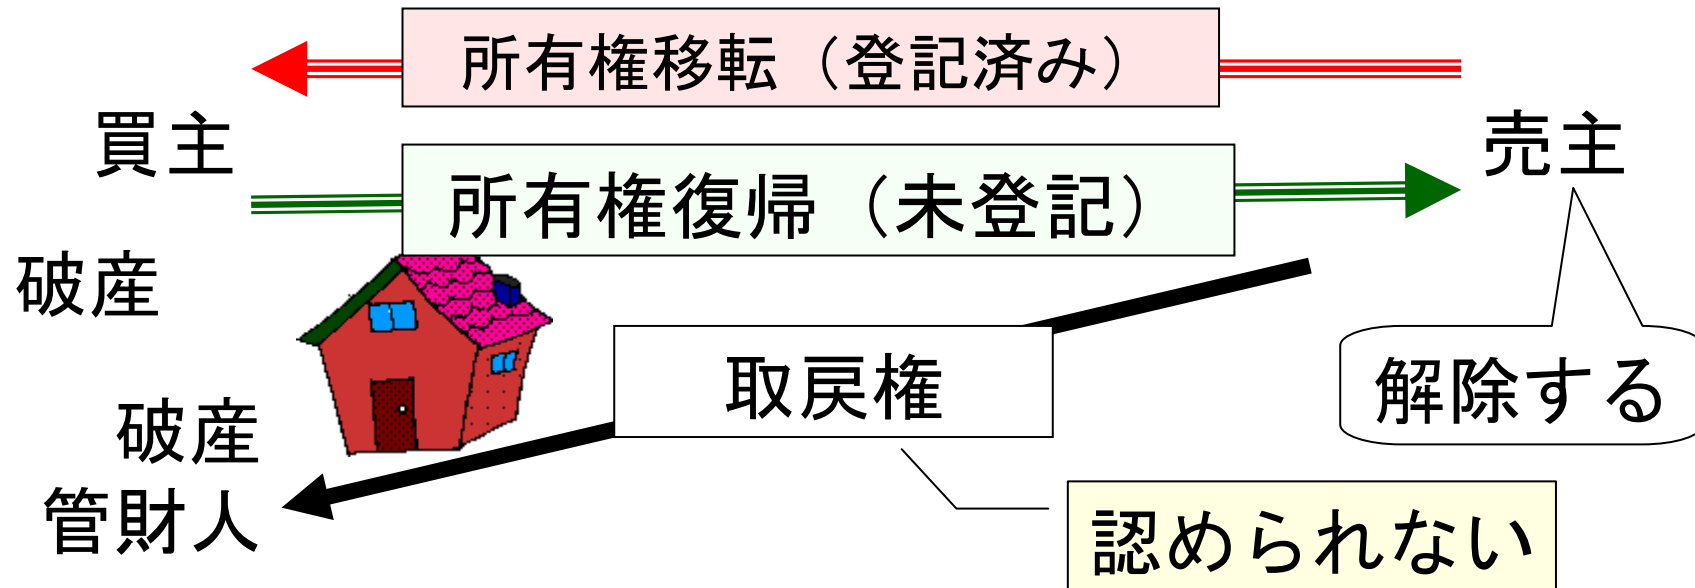 所有権移転（登記済み）
買主
売主
所有権復帰（未登記）
破産
取戻権
解除する
破産
管財人
認められない